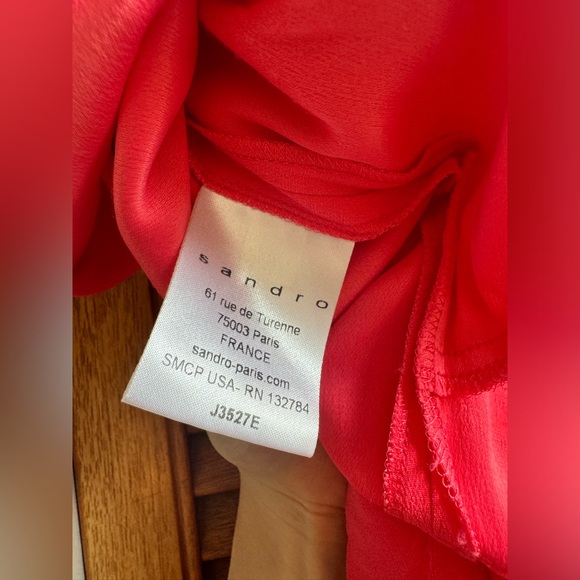 sandro
61 rue de Turenne
75003 Paris
FRANCE
sandro-paris.com
SMCP USA- RN 132784
J3527E